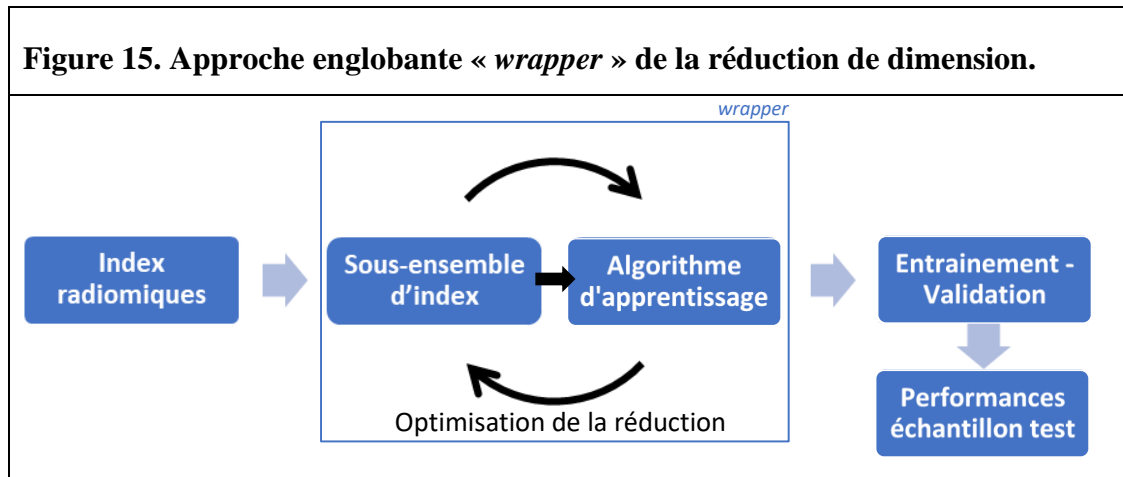 Figure 15. Approche englobante « wrapper » de la réduction de dimension.
wrapper
Index
radiomiques
Sous-ensemble
d’index
Algorithme
d'apprentissage
Entrainement -
Validation
Optimisation de la réduction
Performances
échantillon test